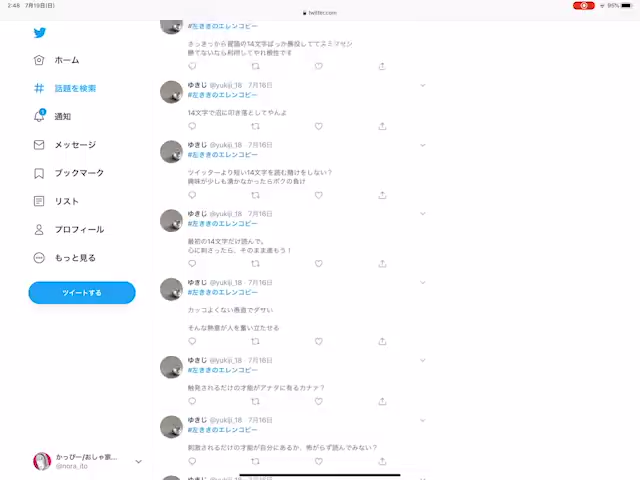 2:48 7月19日(日)
95%
twitter.com
ホーム
話題を検索
通知
メッセージ
ブックマーク
リスト
プロフィール
もっと見る
ツイートする
かっぴー/おしゃ家...
@nora_ito
#左ききのエレンコピー
さっきから冒頭の14文字ばっか悪役しててスミマセン
勝てないなら利用してやれ根性です
ゆきじ @yukiji_18・7月16日
#左ききのエレンコピー
14文字で沼に叩き落としてやんよ
ゆきじ @yukiji_18・7月16日
#左ききのエレンコピー
ツイッターより短い14文字を読む賭けをしない?
興味が少しも湧かなかったらボクの負け
ゆきじ @yukiji_18・7月16日
#左ききのエレンコピー
最初の14文字だけ読んで。
心に刺さったら、そのまま進もう!
ゆきじ @yukiji_18・7月16日
#左ききのエレンコピー
カッコよくない愚直でダサい
そんな熱意が人を奮い立たせる
ゆきじ @yukiji_18・7月16日
#左ききのエレンコピー
触発されるだけの才能がアナタに有るカナァ?
ゆきじ @yukiji_18・7月16日
#左ききのエレンコピー
刺激されるだけの才能が自分にあるか、怖がらず読んでみない?